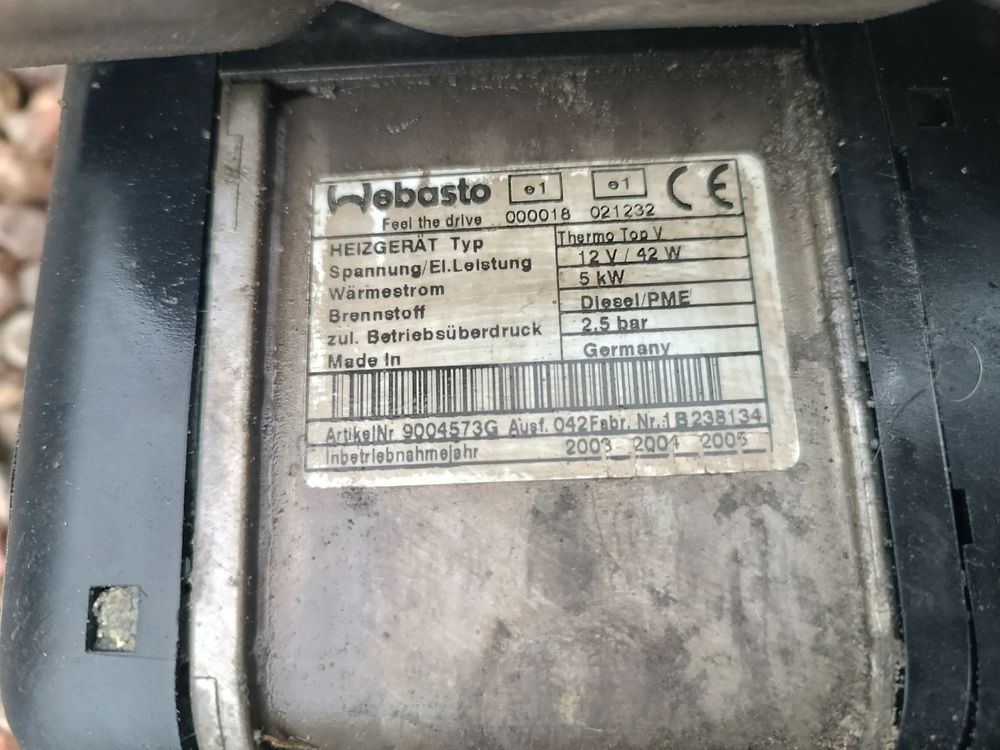 Webasto e1 e1 CE
Feel the drive 000018 021232
HEIZGERÄT Typ Thermo Top V
Spannung/El.Leistung 12 V / 42 W
Wärmestrom 5 kW
Brennstoff Diesel/PME
zul. Betriebsüberdruck 2,5 bar
Made in Germany
ArtikelNr. 9004573G Ausf. 042 Fabr. Nr. 238134
Inbetriebnahmejahr 2003 2004 2005